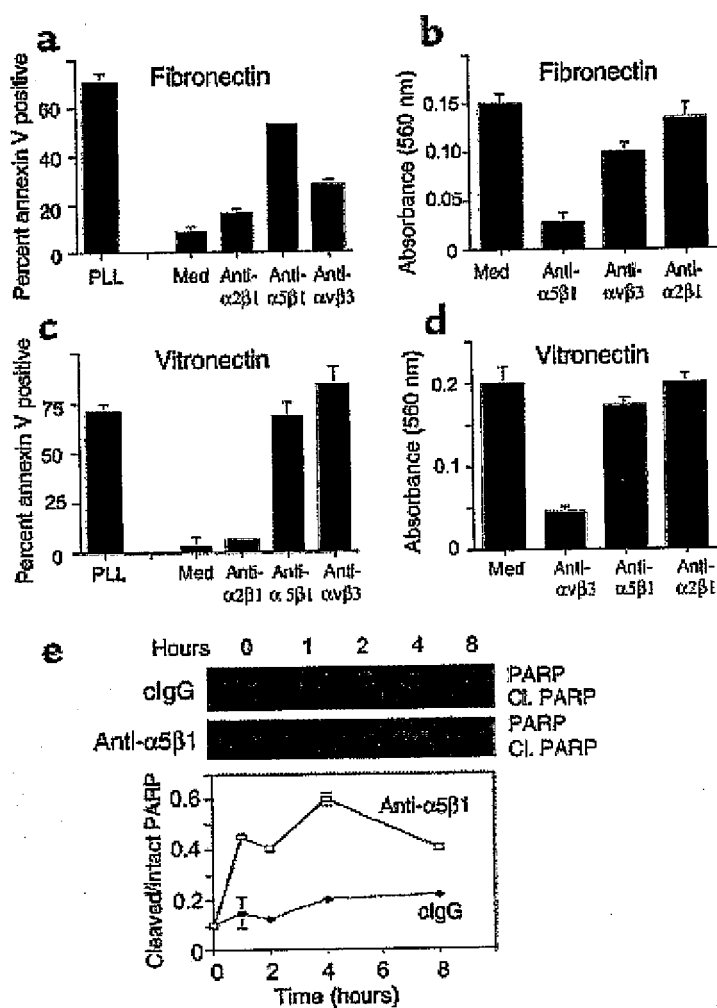 a
Fibronectin
Percent annexin V positive
60
40
20
0
PLL
Med
Anti-α2β1
Anti-α5β1
Anti-αvβ3
b
Fibronectin
Absorbance (560 nm)
0.15
0.10
0.05
0
Med
Anti-α5β1
Anti-αvβ3
Anti-α2β1
c
Vitronectin
Percent annexin V positive
75
50
25
0
PLL
Med
Anti-α2β1
Anti-α5β1
Anti-αvβ3
d
Vitronectin
Absorbance (560 nm)
0.2
0.1
0
Med
Anti-αvβ3
Anti-α5β1
Anti-α2β1
e
Hours 0 1 2 4 8
cIgG
PARP
Cl. PARP
Anti-α5β1
PARP
Cl. PARP
Cleaved/intact PARP
0.6
0.4
0.2
0
Anti-α5β1
cIgG
0 2 4 6 8
Time (hours)